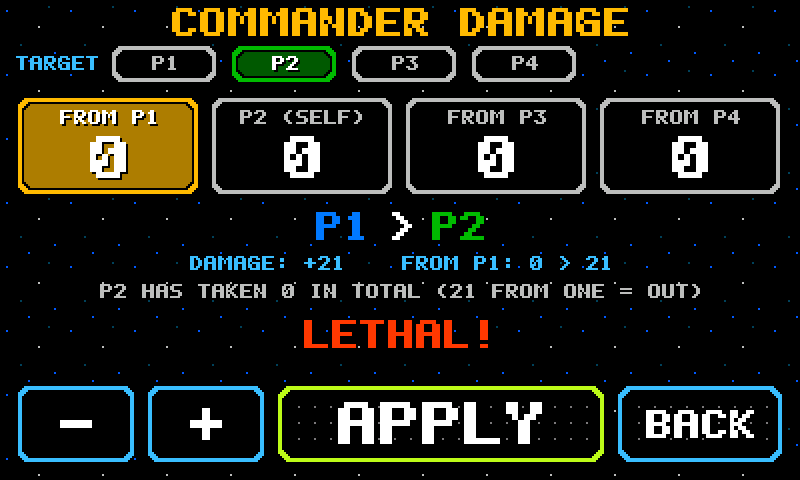 COMMANDER DAMAGE
TARGET P1 P2 P3 P4
FROM P1 P2 (SELF) FROM P3 FROM P4
0 0 0 0
P1 > P2
DAMAGE: +21 FROM P1: 0 > 21
P2 HAS TAKEN 0 IN TOTAL (21 FROM ONE = OUT)
LETHAL!
- + APPLY BACK